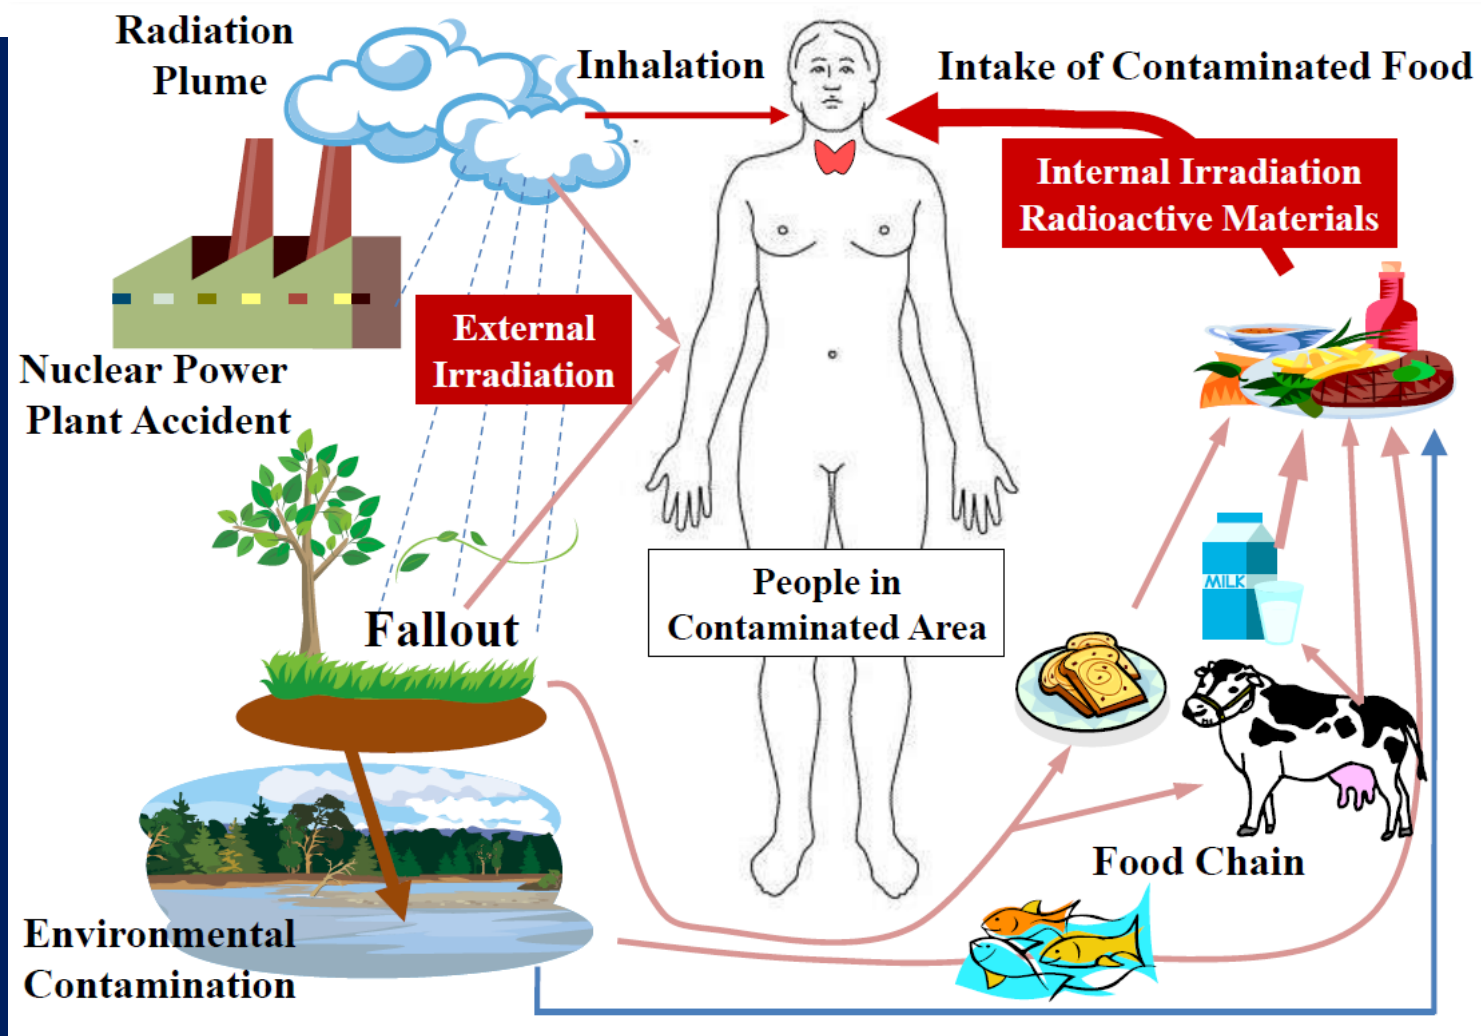 Radiation
Plume
Inhalation
Intake of Contaminated Food
Internal Irradiation
Radioactive Materials
External
Irradiation
Nuclear Power
Plant Accident
Fallout
People in
Contaminated Area
MILK
Food Chain
Environmental
Contamination